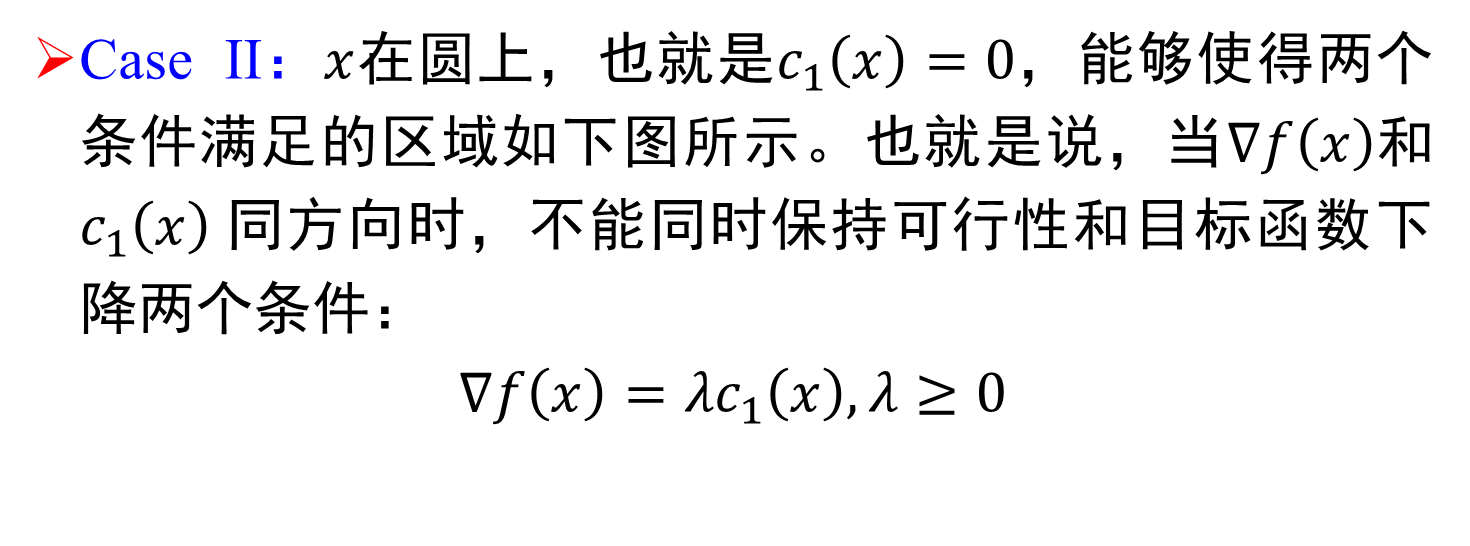 ➢Case II：𝑥在圆上，也就是𝑐₁(𝑥) = 0，能够使得两个
条件满足的区域如下图所示。也就是说，当∇𝑓(𝑥)和
𝑐₁(𝑥) 同方向时，不能同时保持可行性和目标函数下
降两个条件：
∇𝑓(𝑥) = 𝜆𝑐₁(𝑥), 𝜆 ≥ 0